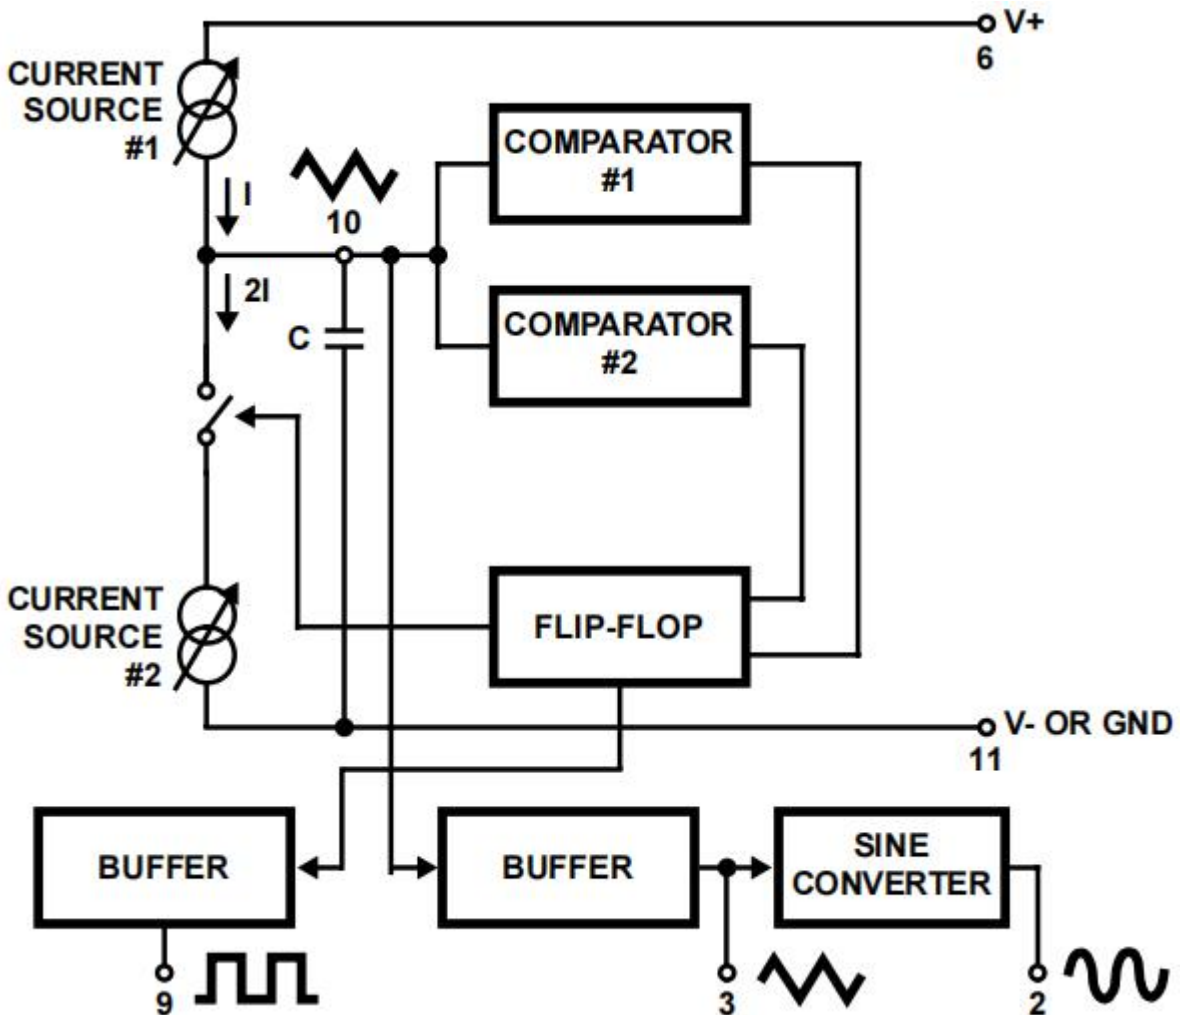 V+
6
CURRENT
SOURCE
#1
I
10
COMPARATOR
#1
2I
C
COMPARATOR
#2
CURRENT
SOURCE
#2
FLIP-FLOP
V- OR GND
11
BUFFER
BUFFER
SINE
CONVERTER
9
3
2